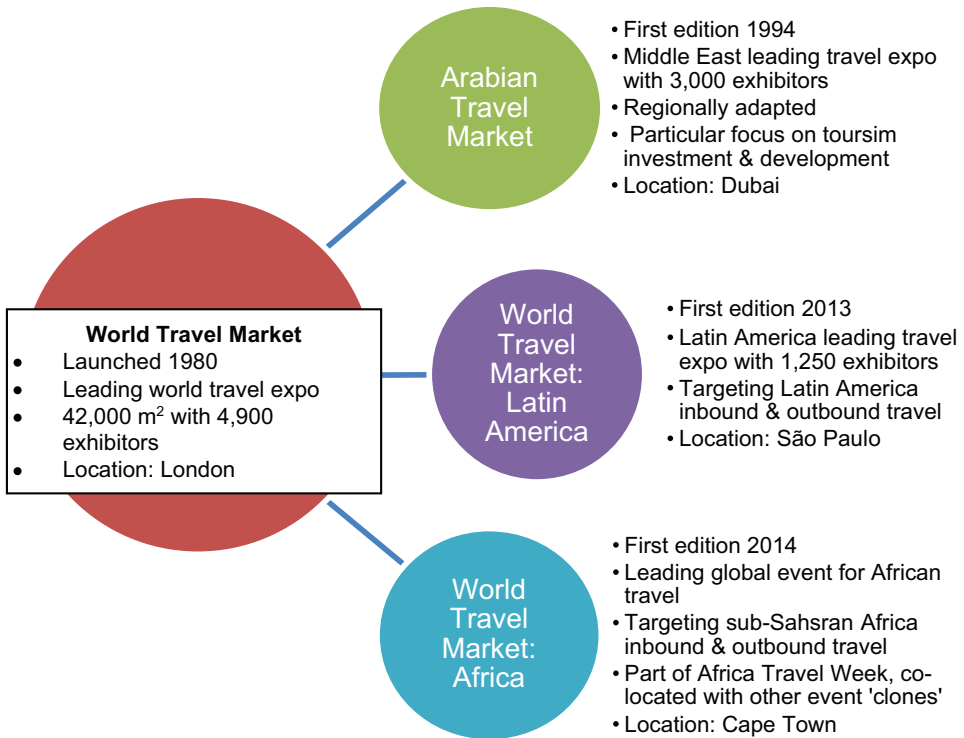 Arabian
Travel
Market
• First edition 1994
• Middle East leading travel expo
with 3,000 exhibitors
• Regionally adapted
• Particular focus on toursim
investment & development
• Location: Dubai
World Travel Market
• Launched 1980
• Leading world travel expo
• 42,000 m² with 4,900
exhibitors
• Location: London
World
Travel
Market:
Latin
America
• First edition 2013
• Latin America leading travel
expo with 1,250 exhibitors
• Targeting Latin America
inbound & outbound travel
• Location: São Paulo
World
Travel
Market:
Africa
• First edition 2014
• Leading global event for African
travel
• Targeting sub-Sahsran Africa
inbound & outbound travel
• Part of Africa Travel Week, co-
located with other event 'clones'
• Location: Cape Town